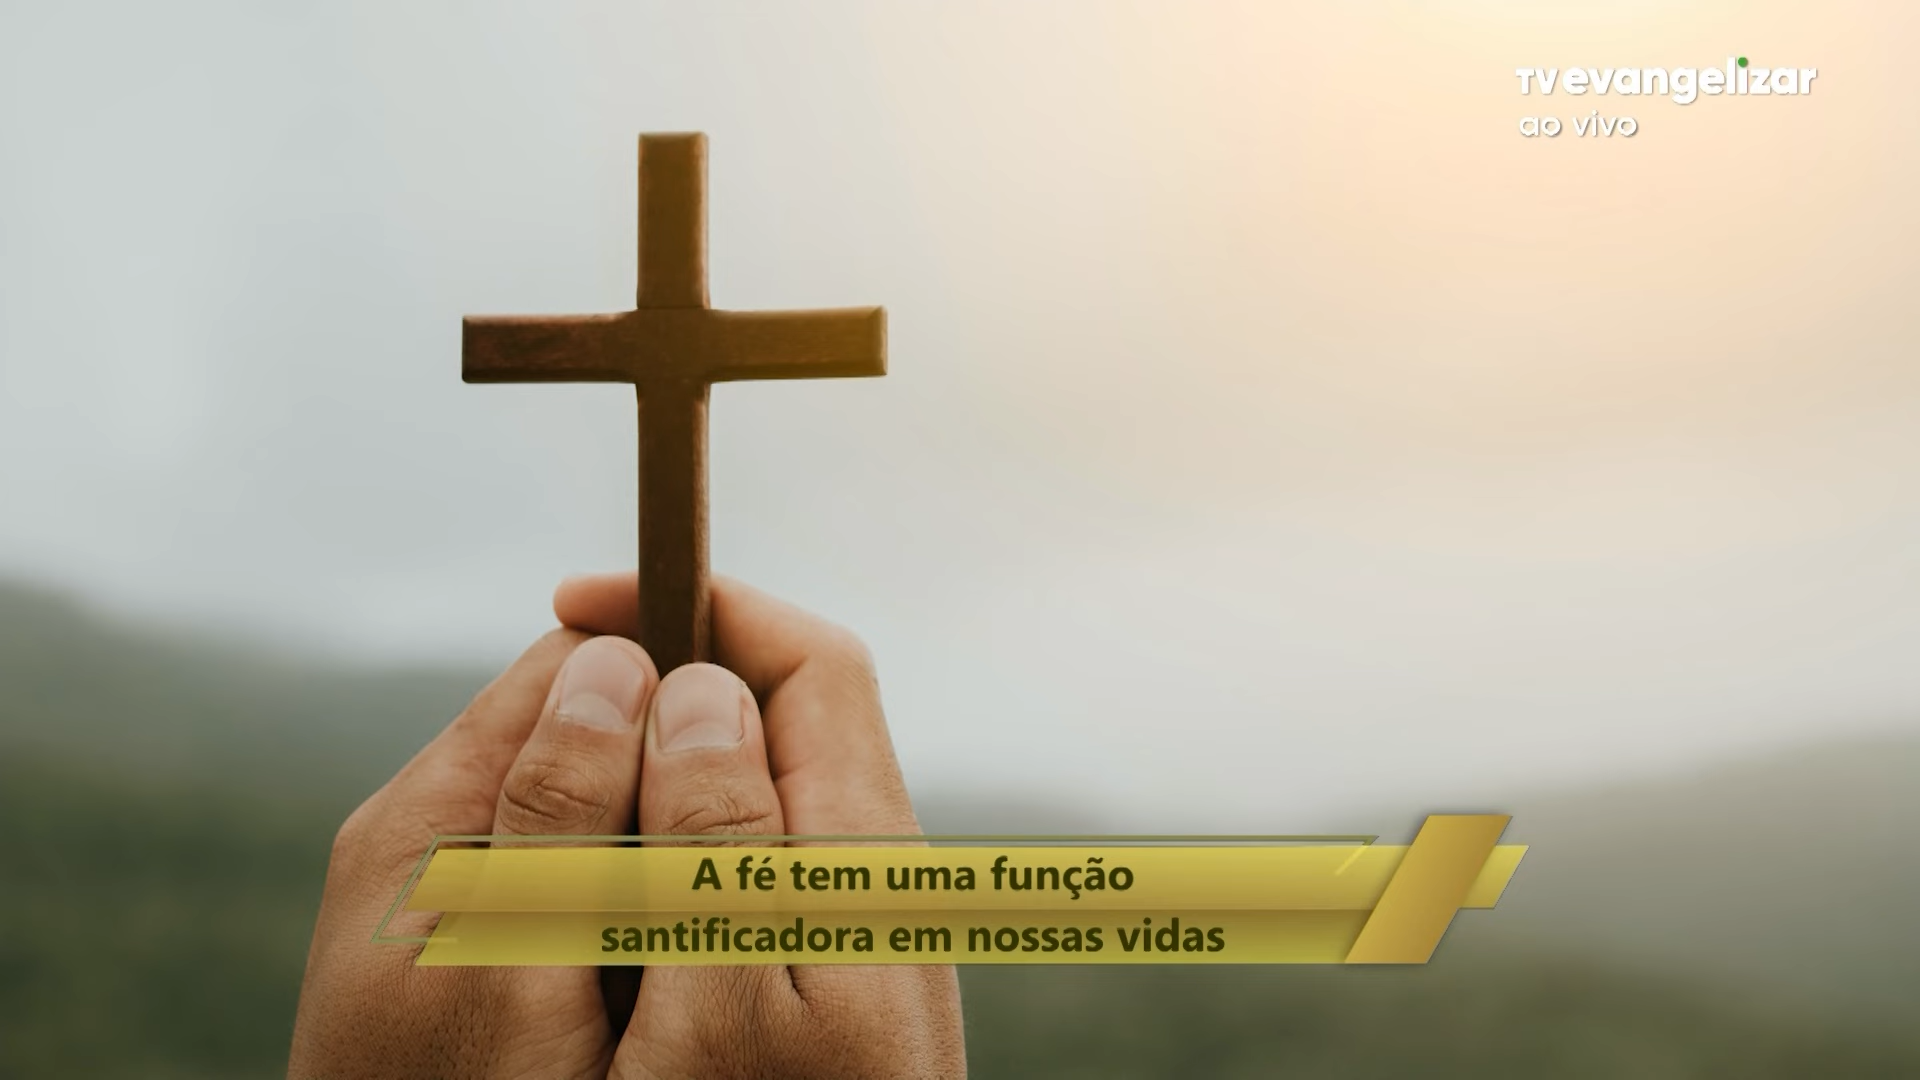 TVevangelizar
ao vivo
A fé tem uma função
santificadora em nossas vidas